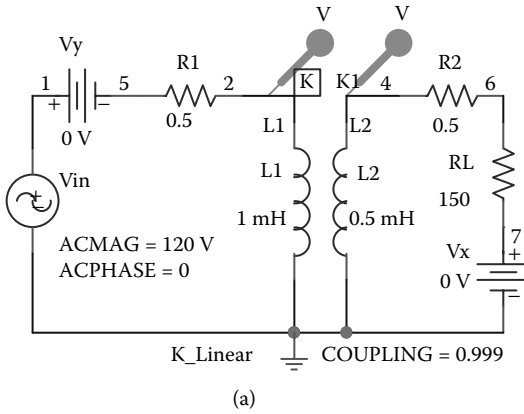 V V
Vy
1 + − 5 R1 2 K K1 4 R2 6
0 V 0.5 L1 L2 0.5
Vin L1 L2 RL
1 mH 0.5 mH 150
ACMAG = 120 V
ACPHASE = 0
Vx 7 +
0 V −
K_Linear COUPLING = 0.999
(a)